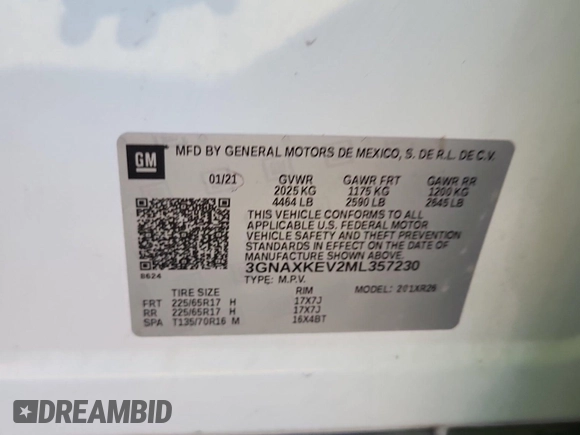 GM
MFD BY GENERAL MOTORS DE MEXICO, S. DE R.L. DE C.V.
01/21 GVWR GAWR FRT GAWR RR
2025 KG 1175 KG 1200 KG
4464 LB 2590 LB 2645 LB
THIS VEHICLE CONFORMS TO ALL
APPLICABLE U.S. FEDERAL MOTOR
VEHICLE SAFETY AND THEFT PREVENTION
STANDARDS IN EFFECT ON THE DATE OF
MANUFACTURE SHOWN ABOVE.
3GNAXKEV2ML357230
8624
TYPE: M.P.V. MODEL: 201XR26
TIRE SIZE RIM
FRT 225/65R17 H 17X7J
RR 225/65R17 H 17X7J
SPA T135/70R16 M 16X4BT
DREAMBID